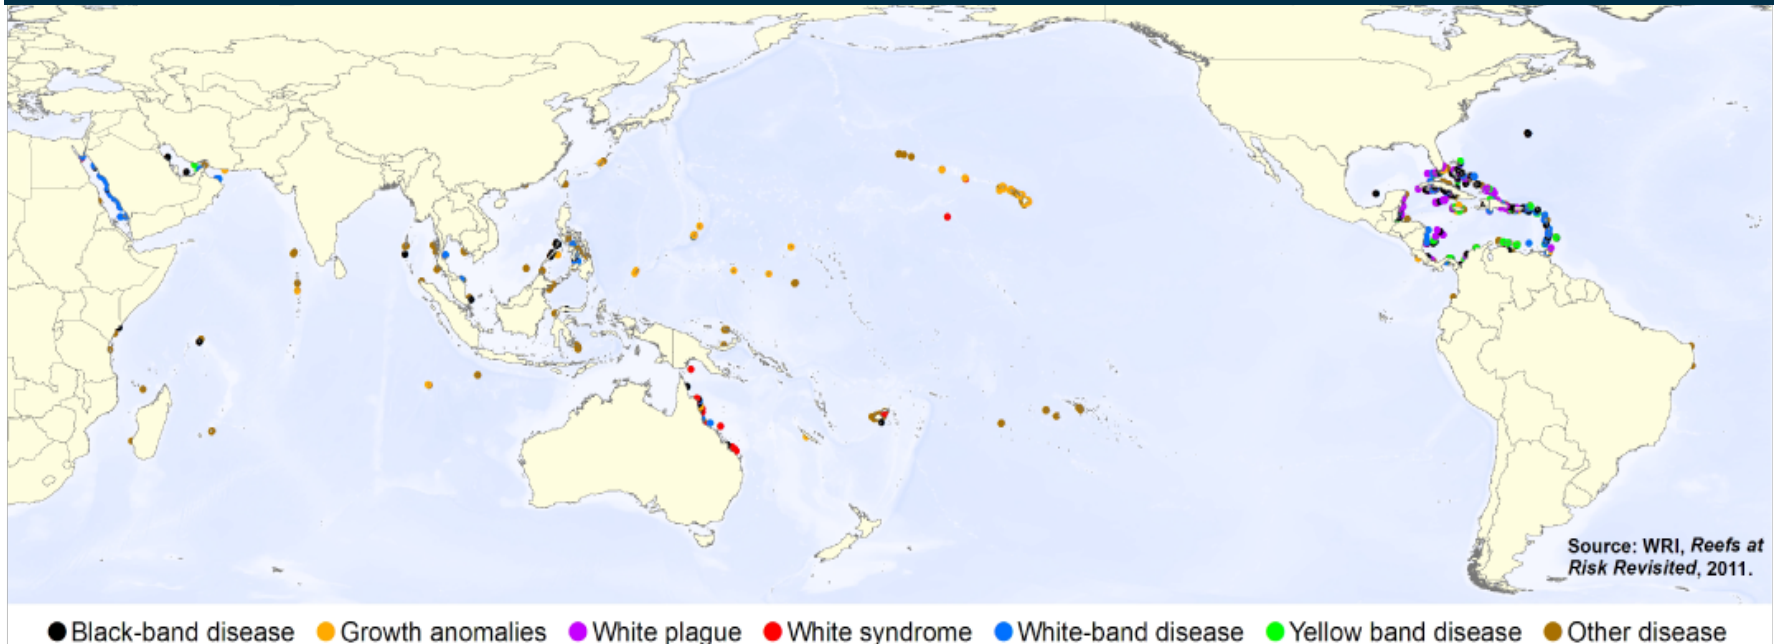 Source: WRI, Reefs at
Risk Revisited, 2011.
Black-band disease Growth anomalies White plague White syndrome White-band disease Yellow band disease Other disease